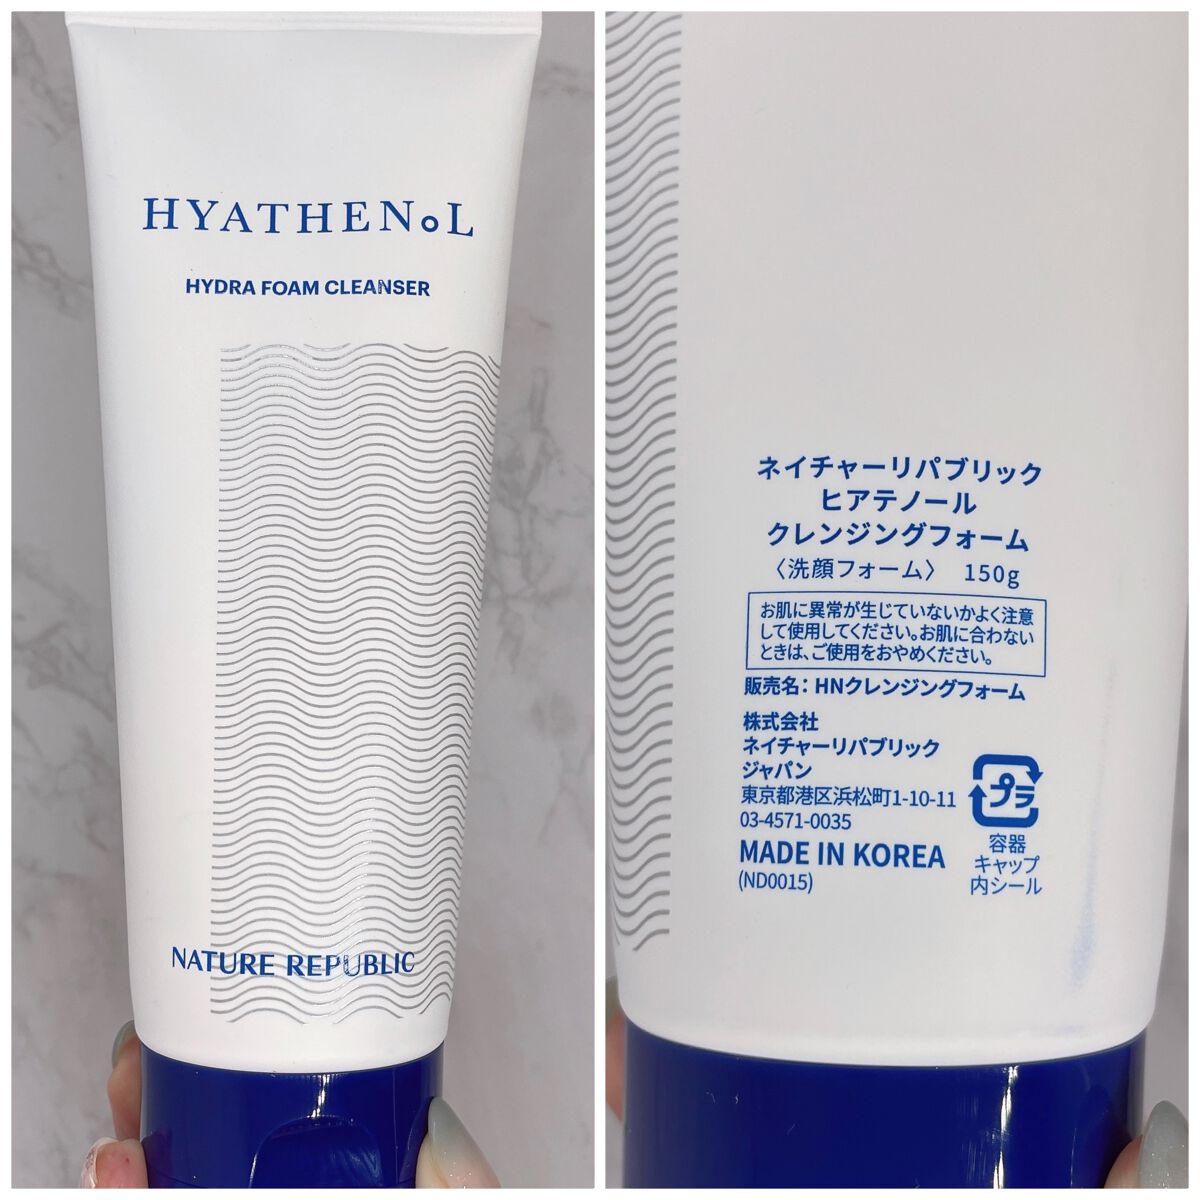 HYATHENoL
HYDRA FOAM CLEANSER
NATURE REPUBLIC
ネイチャーリパブリック
ヒアテノール
クレンジングフォーム
〈洗顔フォーム〉 150g
お肌に異常が生じていないかよく注意
して使用してください。お肌に合わない
ときは、ご使用をおやめください。
販売名：HNクレンジングフォーム
株式会社
ネイチャーリパブリック
ジャパン
東京都港区浜松町1-10-11
03-4571-0035
MADE IN KOREA
(ND0015)
プラ
容器
キャップ
内シール